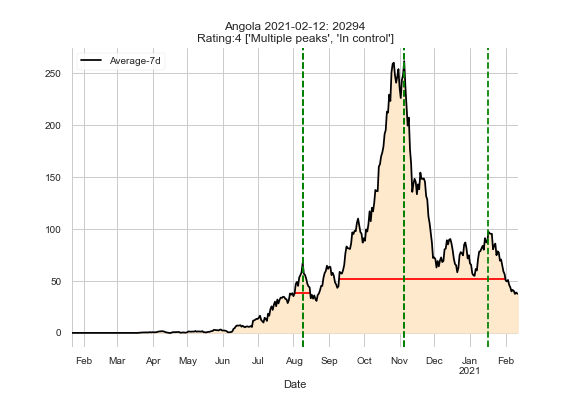 Angola 2021-02-12: 20294
Rating:4 ['Multiple peaks', 'In control']
Average-7d
250
200
150
100
50
0
Feb Mar Apr May Jun Jul Aug Sep Oct Nov Dec Jan Feb
2021
Date